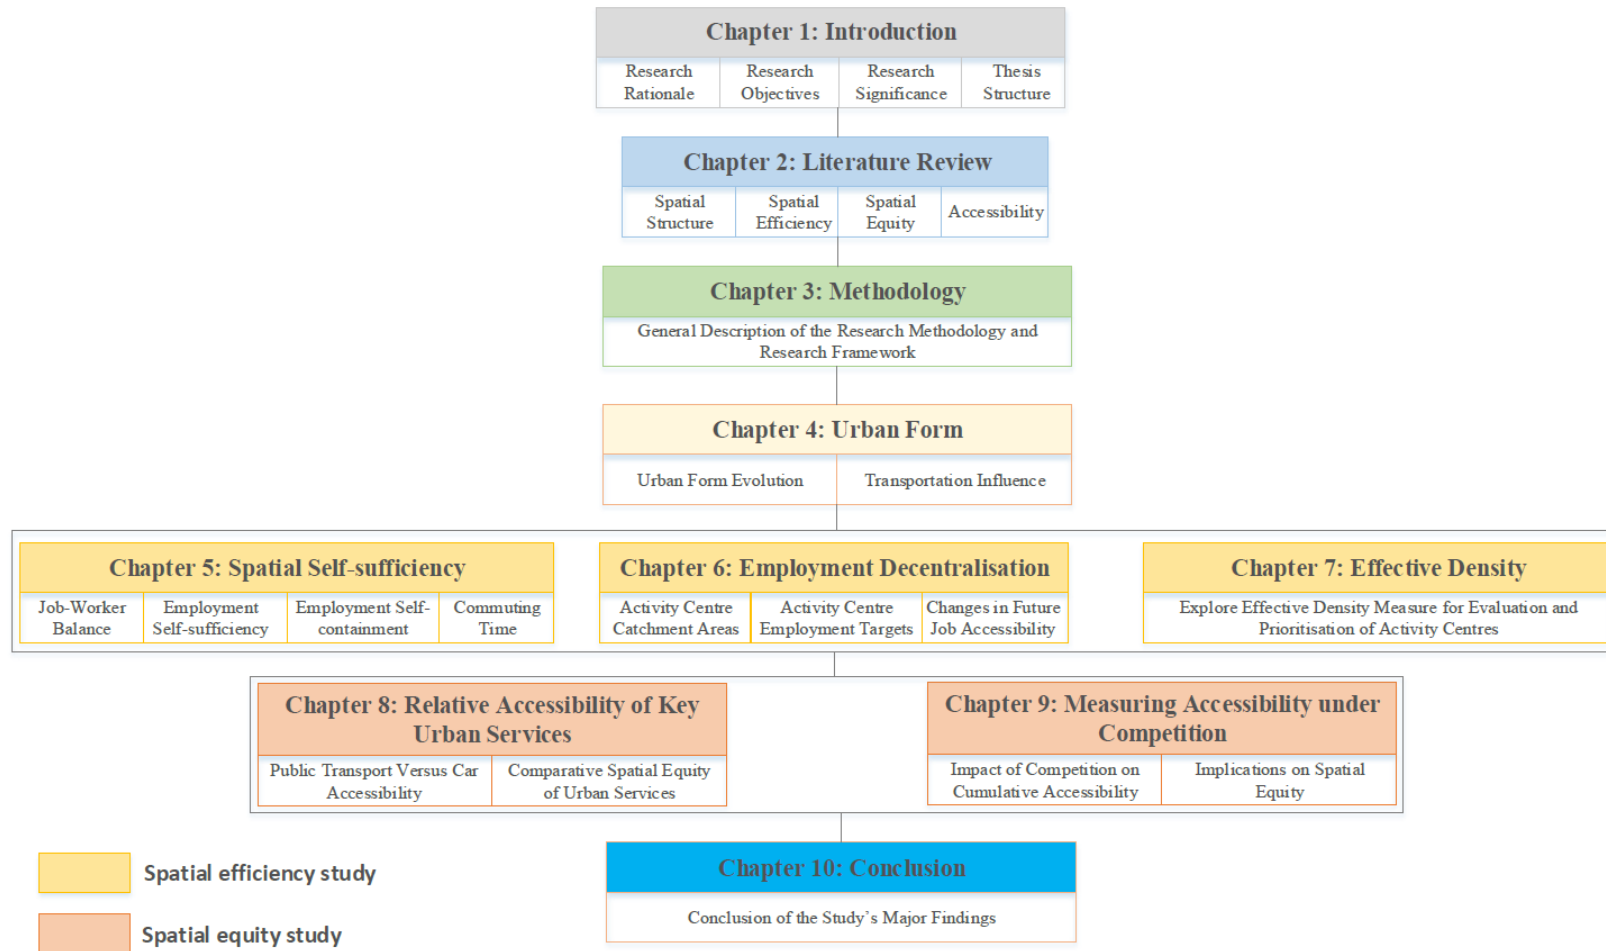 Chapter 1: Introduction
Research
Rationale
Research
Objectives
Research
Significance
Thesis
Structure
Chapter 2: Literature Review
Spatial
Structure
Spatial
Efficiency
Spatial
Equity
Accessibility
Chapter 3: Methodology
General Description of the Research Methodology and
Research Framework
Chapter 4: Urban Form
Urban Form Evolution
Transportation Influence
Chapter 5: Spatial Self-sufficiency
Job-Worker
Balance
Employment
Self-sufficiency
Employment Self-
containment
Commuting
Time
Chapter 6: Employment Decentralisation
Activity Centre
Catchment Areas
Activity Centre
Employment Targets
Changes in Future
Job Accessibility
Chapter 7: Effective Density
Explore Effective Density Measure for Evaluation and
Prioritisation of Activity Centres
Chapter 8: Relative Accessibility of Key
Urban Services
Public Transport Versus Car
Accessibility
Comparative Spatial Equity
of Urban Services
Chapter 9: Measuring Accessibility under
Competition
Impact of Competition on
Cumulative Accessibility
Implications on Spatial
Equity
Chapter 10: Conclusion
Conclusion of the Study's Major Findings
Spatial efficiency study
Spatial equity study